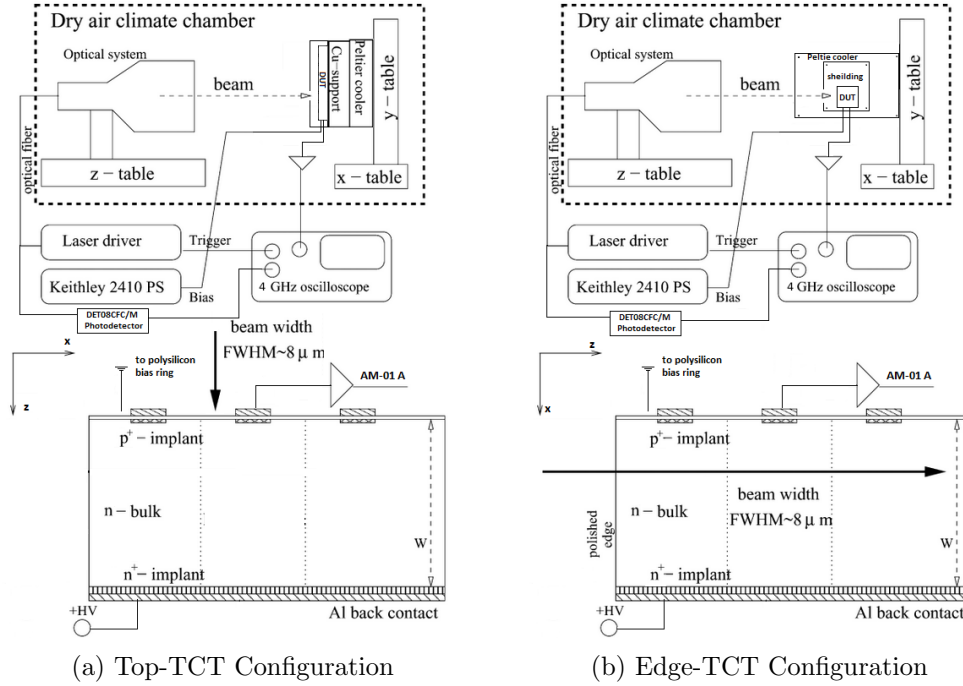 Dry air climate chamber
Optical system
beam
DUT
Cu-support
Peltier cooler
y - table
optical fiber
z - table
x - table
Laser driver
Trigger
Keithley 2410 PS
Bias
4 GHz oscilloscope
DET08CFC/M
Photodetector
beam width
FWHM~8 μ m
x
z
to polysilicon
bias ring
AM-01 A
p+ - implant
n - bulk
W
n+ - implant
+HV
Al back contact
(a) Top-TCT Configuration
Dry air climate chamber
Optical system
Peltie cooler
sheilding
beam
DUT
y - table
optical fiber
z - table
x - table
Laser driver
Trigger
Keithley 2410 PS
Bias
4 GHz oscilloscope
DET08CFC/M
Photodetector
z
x
to polysilicon
bias ring
AM-01 A
p+ - implant
beam width
FWHM~8 μ m
n - bulk
polished
edge
W
n+ - implant
+HV
Al back contact
(b) Edge-TCT Configuration